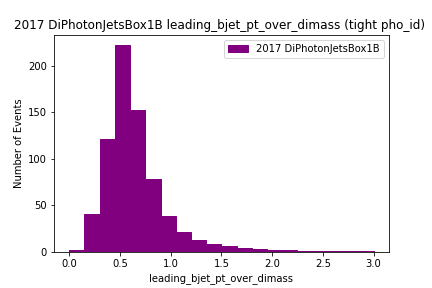 2017 DiPhotonJetsBox1B leading_bjet_pt_over_dimass (tight pho_id)
2017 DiPhotonJetsBox1B
Number of Events
200
150
100
50
0
0.0 0.5 1.0 1.5 2.0 2.5 3.0
leading_bjet_pt_over_dimass